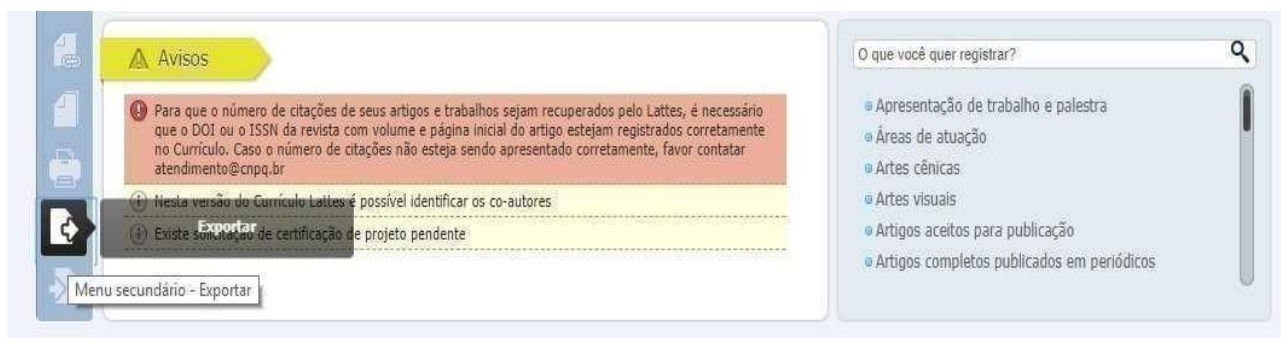 Avisos
Para que o número de citações de seus artigos e trabalhos sejam recuperados pelo Lattes, é necessário
que o DOI ou o ISSN da revista com volume e página inicial do artigo estejam registrados corretamente
no Currículo. Caso o número de citações não esteja sendo apresentado corretamente, favor contatar
atendimento@cnpq.br
Nesta versão do Currículo Lattes é possível identificar os co-autores
Existe solicitação de certificação de projeto pendente
Exportar
Menu secundário - Exportar
O que você quer registrar?
Apresentação de trabalho e palestra
Áreas de atuação
Artes cênicas
Artes visuais
Artigos aceitos para publicação
Artigos completos publicados em periódicos